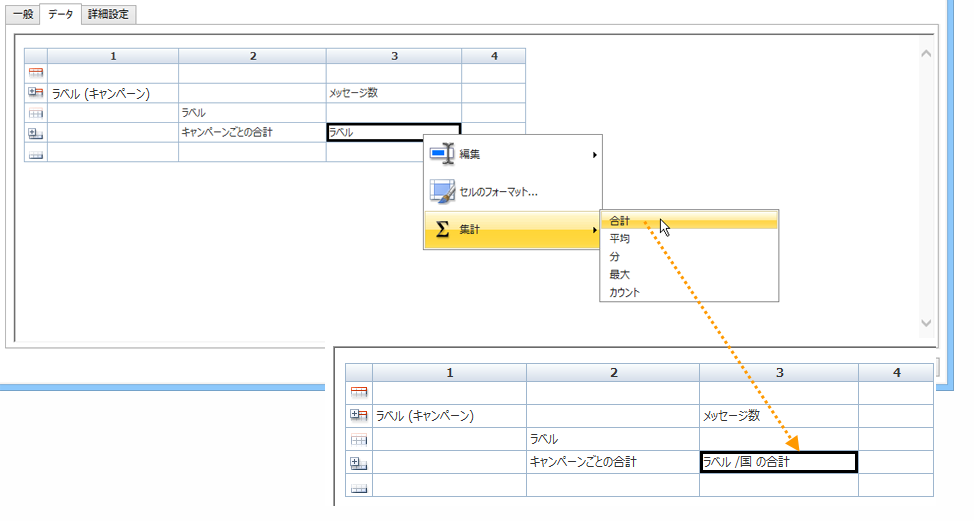 一般 データ 詳細設定
1 2 3 4
ラベル (キャンペーン) メッセージ数
ラベル
キャンペーンごとの合計 ラベル
編集
セルのフォーマット...
Σ 集計
合計
平均
分
最大
カウント
1 2 3 4
ラベル (キャンペーン) メッセージ数
ラベル
キャンペーンごとの合計 ラベル /国 の合計